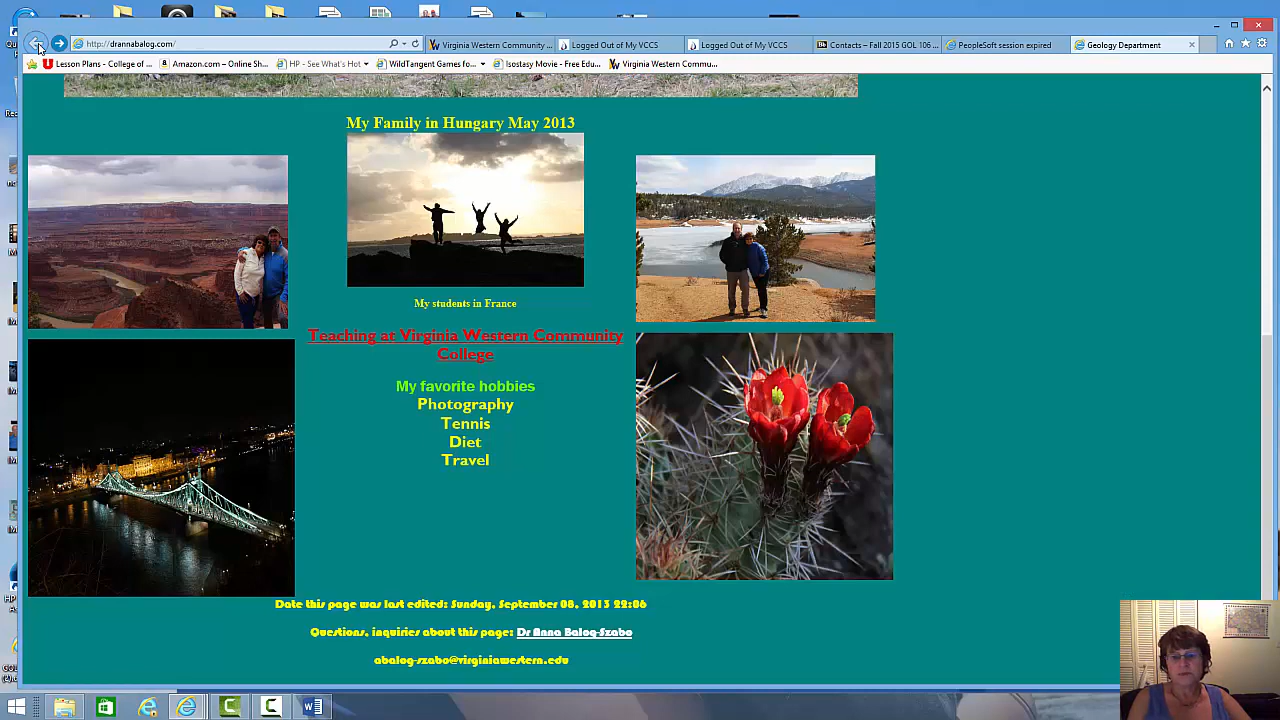 http://drannabalog.com/
Virginia Western Community ...
Logged Out of My VCCS
Logged Out of My VCCS
Contacts – Fall 2015 GOL 106 ...
PeopleSoft session expired
Geology Department
Lesson Plans - College of ...
Amazon.com – Online Sh...
HP - See What's Hot
WildTangent Games fo...
Isostasy Movie - Free Edu...
Virginia Western Commu...
My Family in Hungary May 2013
My students in France
Teaching at Virginia Western Community
College
My favorite hobbies
Photography
Tennis
Diet
Travel
Date this page was last edited: Sunday, September 08, 2013 22:06
Questions, inquiries about this page: Dr Anna Balog-Szabo
abalog-szabo@virginiawestern.edu